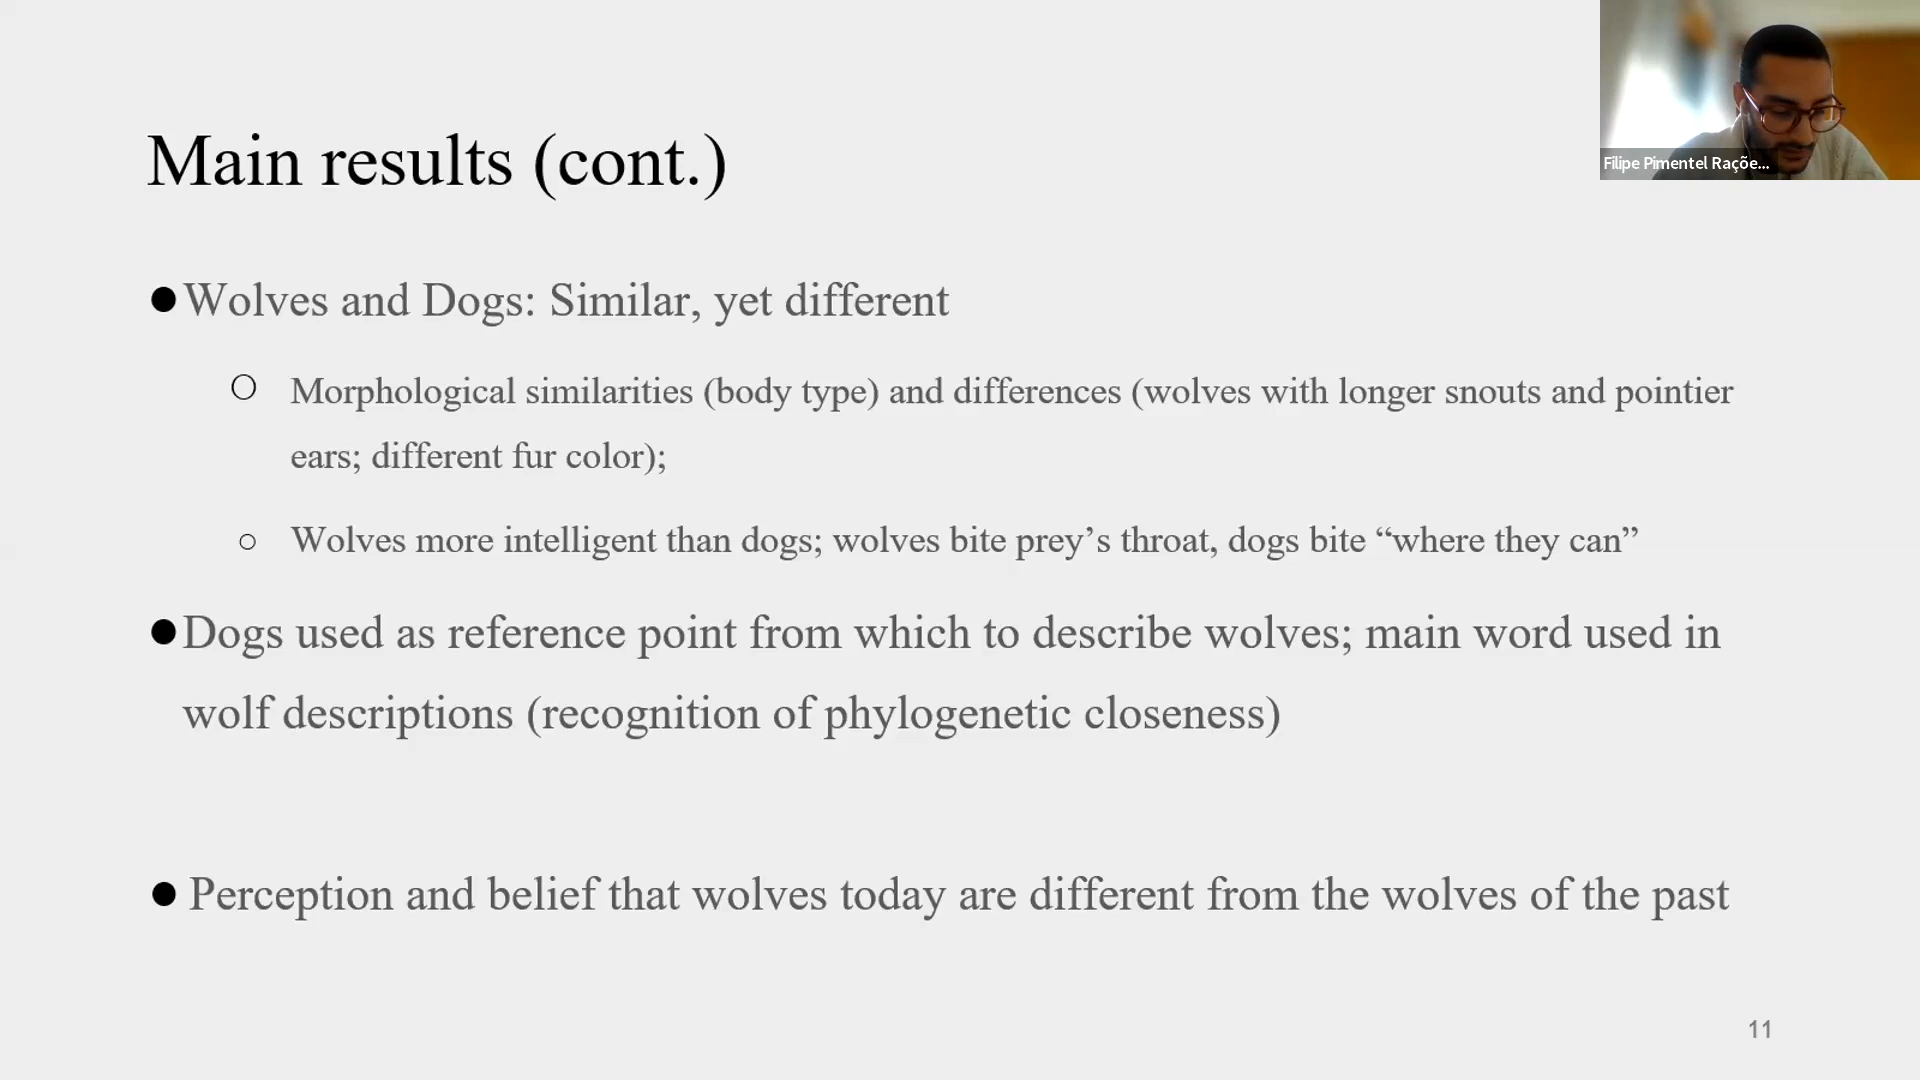 Filipe Pimentel Raçõe...
Main results (cont.)
●Wolves and Dogs: Similar, yet different
○ Morphological similarities (body type) and differences (wolves with longer snouts and pointier
ears; different fur color);
○ Wolves more intelligent than dogs; wolves bite prey’s throat, dogs bite “where they can”
●Dogs used as reference point from which to describe wolves; main word used in
wolf descriptions (recognition of phylogenetic closeness)
● Perception and belief that wolves today are different from the wolves of the past
11